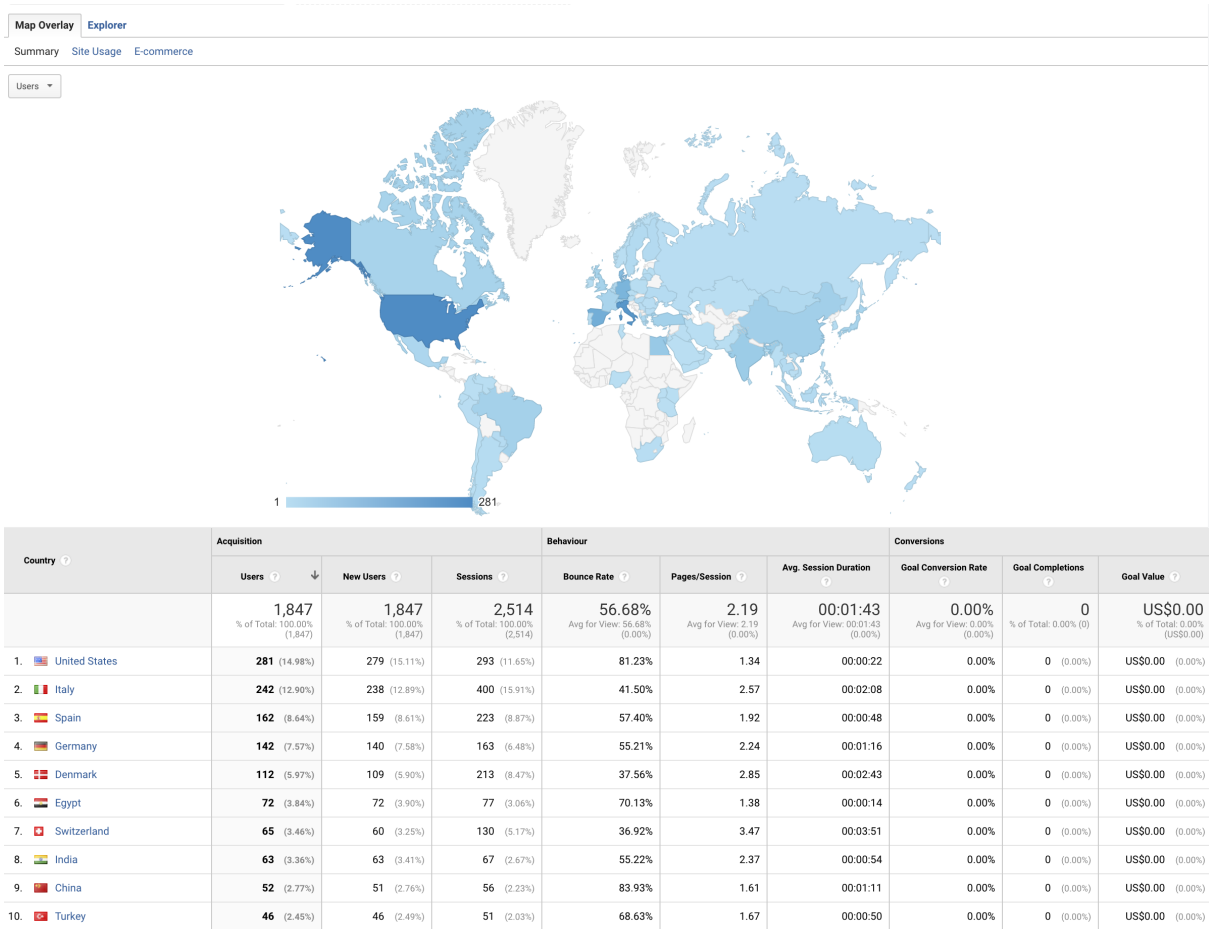 Map Overlay Explorer
Summary Site Usage E-commerce
Users
1 281
Acquisition Behaviour Conversions
Country ? Users ? New Users ? Sessions ? Bounce Rate ? Pages/Session ? Avg. Session Duration ? Goal Conversion Rate ? Goal Completions ? Goal Value ?
1,847 1,847 2,514 56.68% 2.19 00:01:43 0.00% 0 US$0.00
% of Total: 100.00% % of Total: 100.00% % of Total: 100.00% Avg for View: 56.68% Avg for View: 2.19 Avg for View: 00:01:43 Avg for View: 0.00% % of Total: 0.00% (0) % of Total: 0.00%
(1,847) (1,847) (2,514) (0.00%) (0.00%) (0.00%) (0.00%) (US$0.00)
1. United States 281 (14.98%) 279 (15.11%) 293 (11.65%) 81.23% 1.34 00:00:22 0.00% 0 (0.00%) US$0.00 (0.00%)
2. Italy 242 (12.90%) 238 (12.89%) 400 (15.91%) 41.50% 2.57 00:02:08 0.00% 0 (0.00%) US$0.00 (0.00%)
3. Spain 162 (8.64%) 159 (8.61%) 223 (8.87%) 57.40% 1.92 00:00:48 0.00% 0 (0.00%) US$0.00 (0.00%)
4. Germany 142 (7.57%) 140 (7.58%) 163 (6.48%) 55.21% 2.24 00:01:16 0.00% 0 (0.00%) US$0.00 (0.00%)
5. Denmark 112 (5.97%) 109 (5.90%) 213 (8.47%) 37.56% 2.85 00:02:43 0.00% 0 (0.00%) US$0.00 (0.00%)
6. Egypt 72 (3.84%) 72 (3.90%) 77 (3.06%) 70.13% 1.38 00:00:14 0.00% 0 (0.00%) US$0.00 (0.00%)
7. Switzerland 65 (3.46%) 60 (3.25%) 130 (5.17%) 36.92% 3.47 00:03:51 0.00% 0 (0.00%) US$0.00 (0.00%)
8. India 63 (3.36%) 63 (3.41%) 67 (2.67%) 55.22% 2.37 00:00:54 0.00% 0 (0.00%) US$0.00 (0.00%)
9. China 52 (2.77%) 51 (2.76%) 56 (2.23%) 83.93% 1.61 00:01:11 0.00% 0 (0.00%) US$0.00 (0.00%)
10. Turkey 46 (2.45%) 46 (2.49%) 51 (2.03%) 68.63% 1.67 00:00:50 0.00% 0 (0.00%) US$0.00 (0.00%)